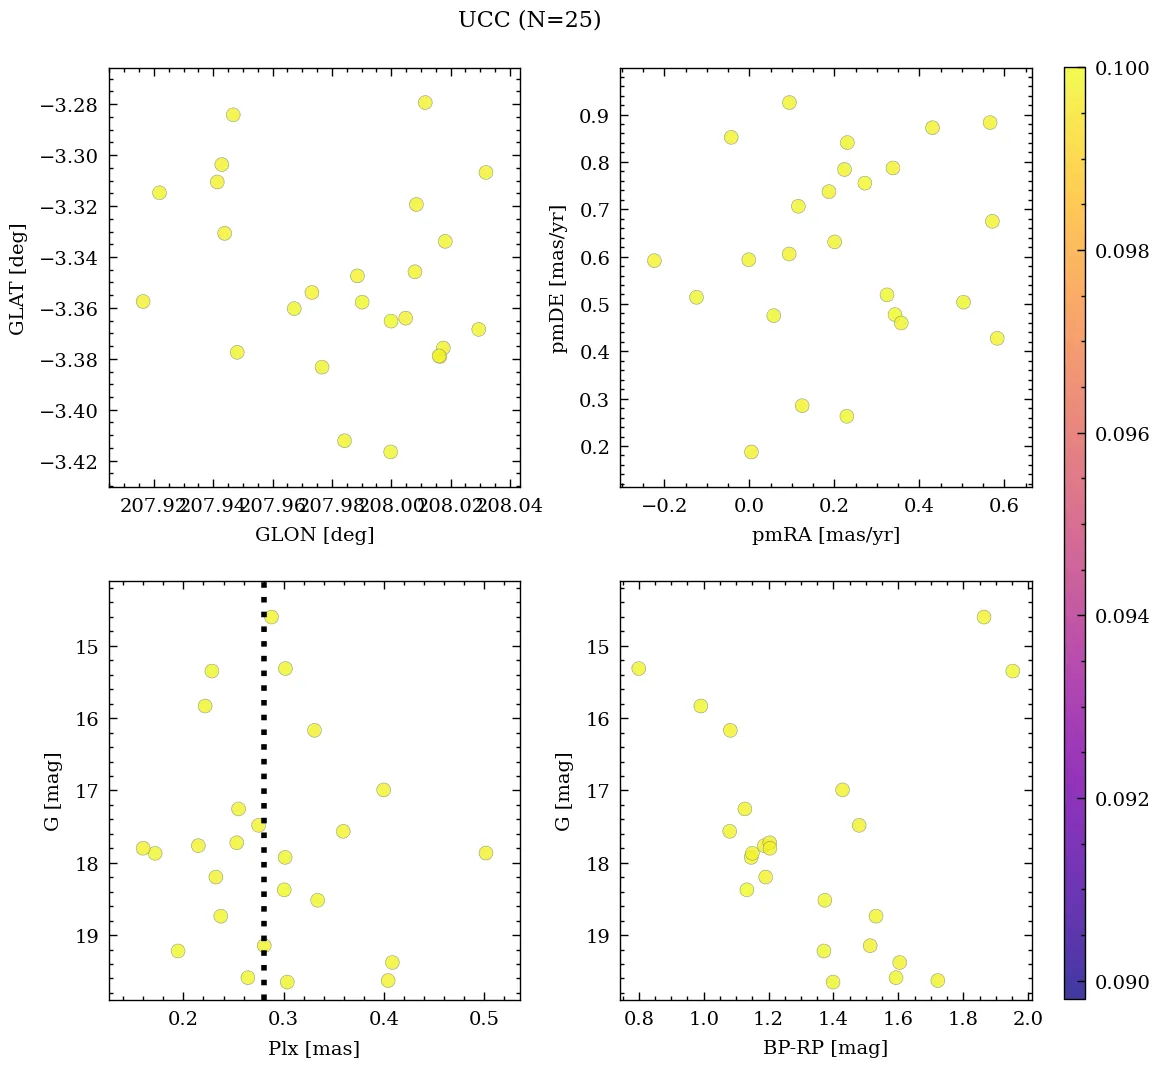 UCC (N=25)
−3.28
−3.30
−3.32
−3.34
−3.36
−3.38
−3.40
−3.42
GLAT [deg]
207.92 207.94 207.96 207.98 208.00 208.02 208.04
GLON [deg]
0.9
0.8
0.7
0.6
0.5
0.4
0.3
0.2
pmDE [mas/yr]
−0.2 0.0 0.2 0.4 0.6
pmRA [mas/yr]
0.100
0.098
0.096
0.094
0.092
0.090
15
16
17
18
19
G [mag]
0.2 0.3 0.4 0.5
Plx [mas]
15
16
17
18
19
G [mag]
0.8 1.0 1.2 1.4 1.6 1.8 2.0
BP-RP [mag]